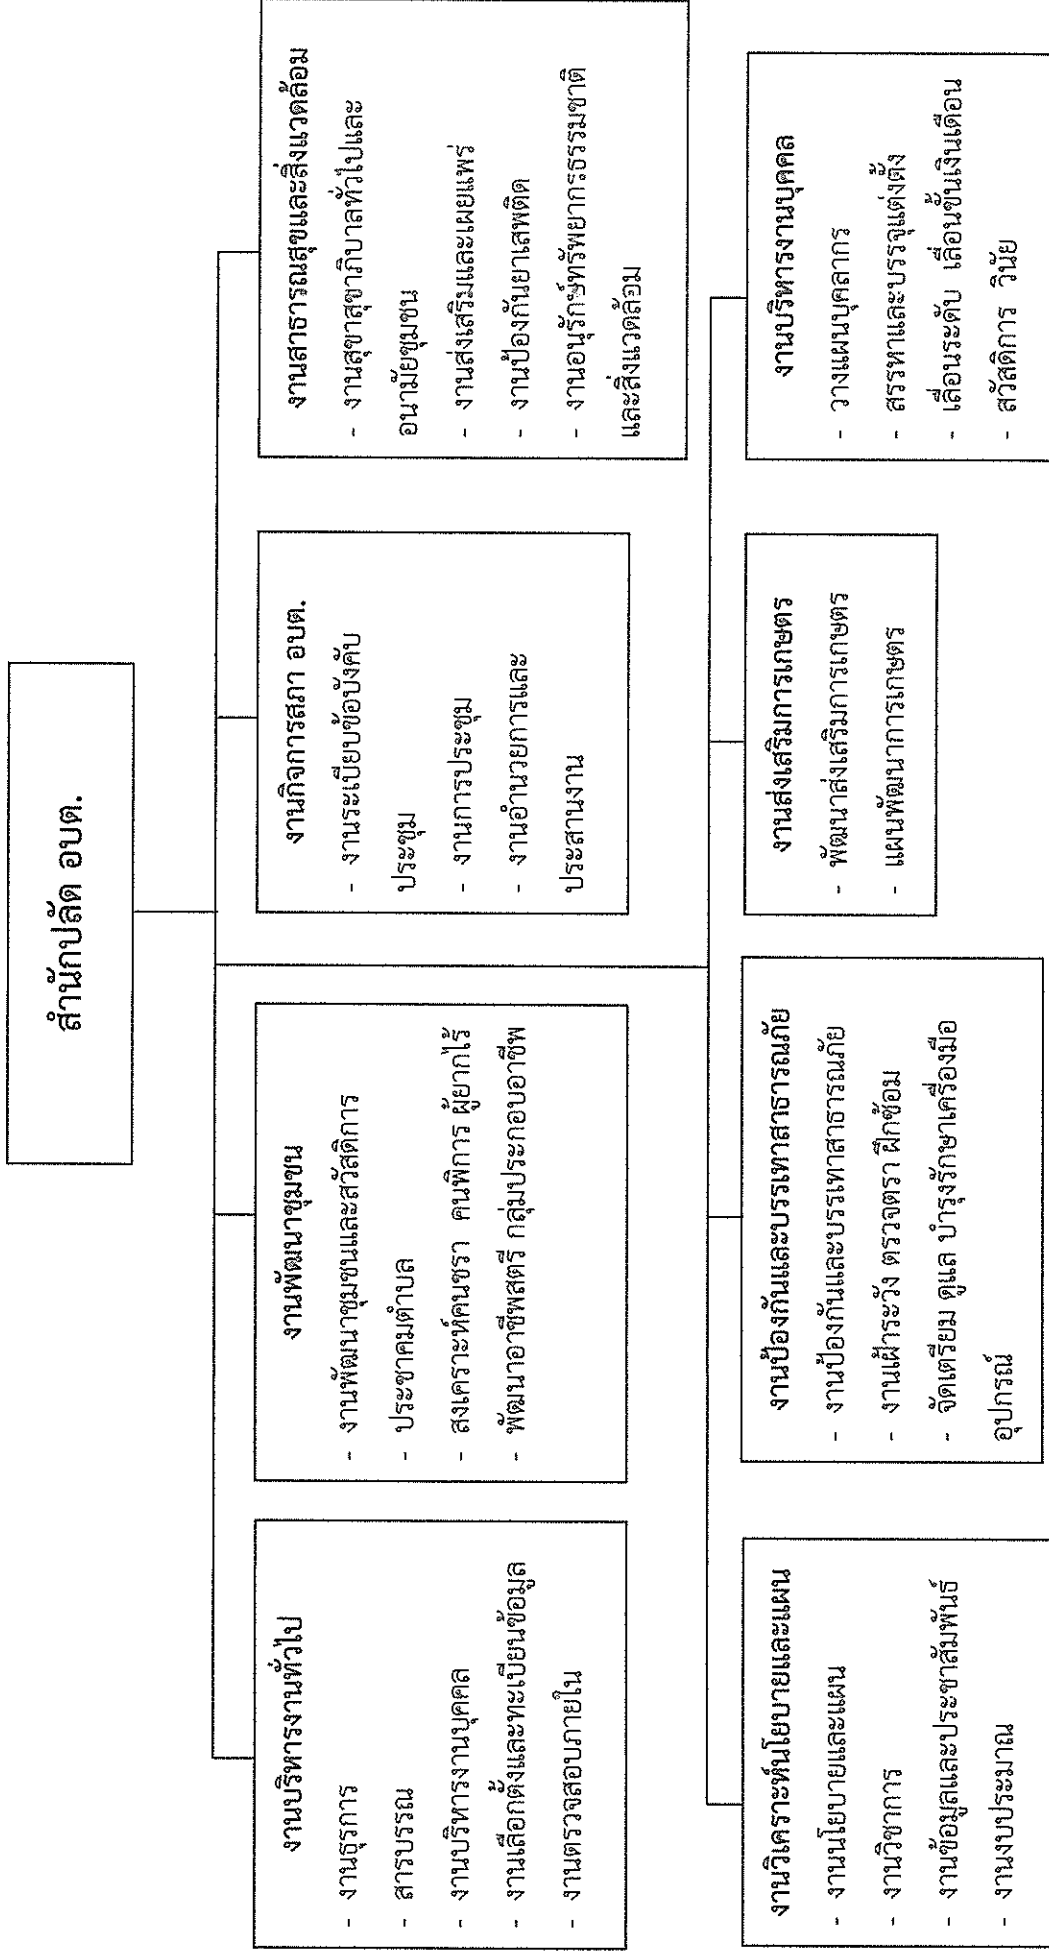 สำนักปลัด อบต.
งานบริหารงานทั่วไป
- งานธุรการ
- สารบรรณ
- งานบริหารงานบุคคล
- งานเลือกตั้งและทะเบียนข้อมูล
- งานตรวจสอบภายใน
งานพัฒนาชุมชน
- งานพัฒนาชุมชนและสวัสดิการ
- ประชาคมตำบล
- สงเคราะห์คนชรา คนพิการ ผู้ยากไร้
- พัฒนาอาชีพสตรี กลุ่มประกอบอาชีพ
งานกิจการสภา อบต.
- งานระเบียบข้อบังคับ
ประชุม
- งานการประชุม
- งานอำนวยการและ
ประสานงาน
งานสาธารณสุขและสิ่งแวดล้อม
- งานสุขาสุขาภิบาลทั่วไปและ
อนามัยชุมชน
- งานส่งเสริมและเผยแพร่
- งานป้องกันยาเสพติด
- งานอนุรักษ์ทรัพยากรธรรมชาติ
และสิ่งแวดล้อม
งานวิเคราะห์นโยบายและแผน
- งานนโยบายและแผน
- งานวิชาการ
- งานข้อมูลและประชาสัมพันธ์
- งานงบประมาณ
งานป้องกันและบรรเทาสาธารณภัย
- งานป้องกันและบรรเทาสาธารณภัย
- งานเฝ้าระวัง ตรวจตรา ฝึกซ้อม
- จัดเตรียม ดูแล บำรุงรักษาเครื่องมือ
อุปกรณ์
งานส่งเสริมการเกษตร
- พัฒนาส่งเสริมการเกษตร
- แผนพัฒนาการเกษตร
งานบริหารงานบุคคล
- วางแผนบุคลากร
- สรรหาและบรรจุแต่งตั้ง
- เลื่อนระดับ เลื่อนขั้นเงินเดือน
- สวัสดิการ วินัย